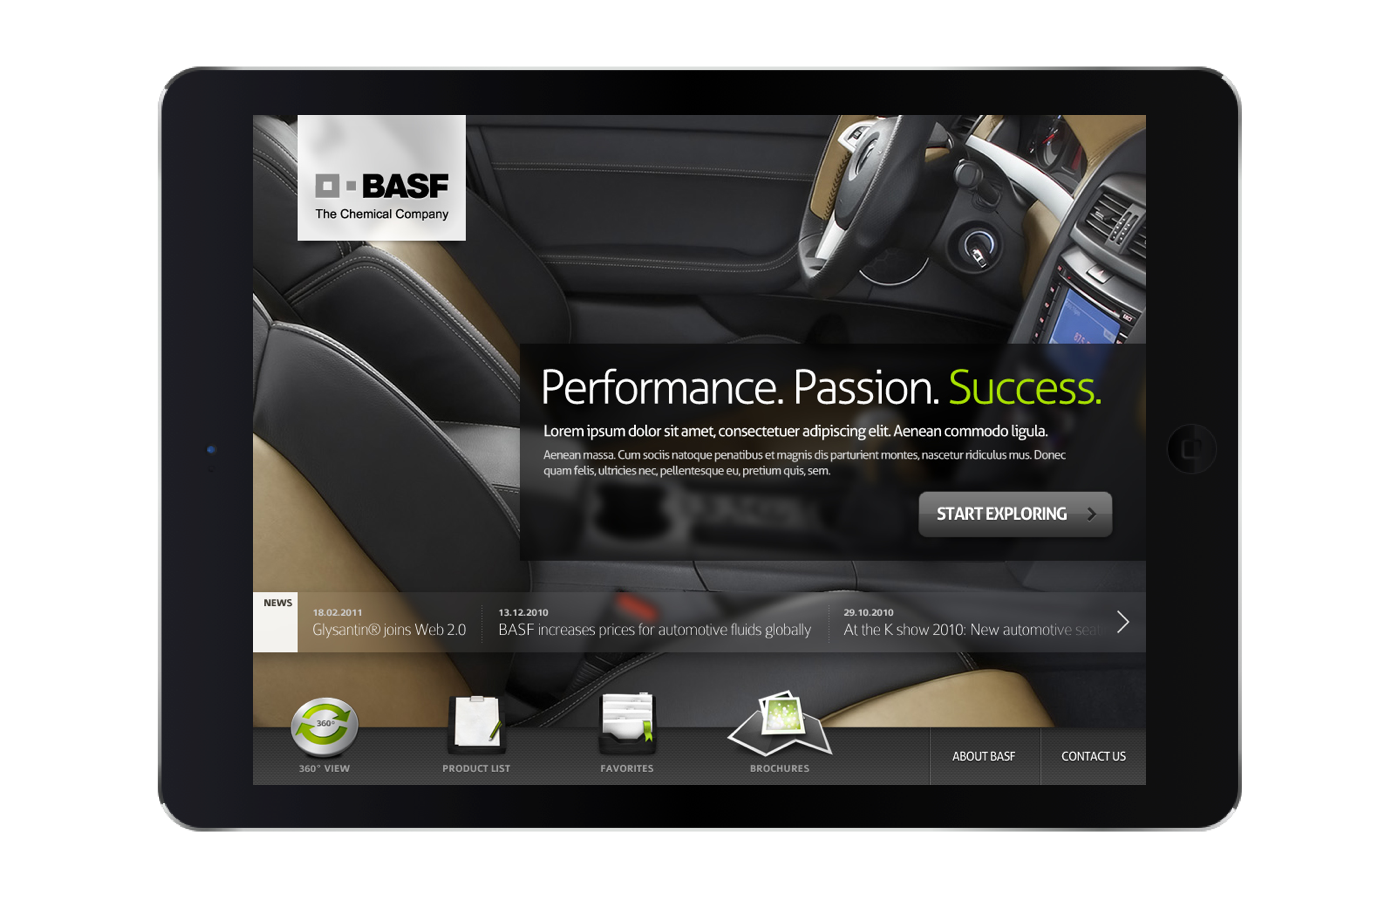 BASF
The Chemical Company
Performance. Passion. Success.
Lorem ipsum dolor sit amet, consectetuer adipiscing elit. Aenean commodo ligula.
Aenean massa. Cum sociis natoque penatibus et magnis dis parturient montes, nascetur ridiculus mus. Donec
quam felis, ultricies nec, pellentesque eu, pretium quis, sem.
START EXPLORING
NEWS
18.02.2011
Glysantin® joins Web 2.0
13.12.2010
BASF increases prices for automotive fluids globally
29.10.2010
At the K show 2010: New automotive seat
360°
360° VIEW
PRODUCT LIST
FAVORITES
BROCHURES
ABOUT BASF
CONTACT US